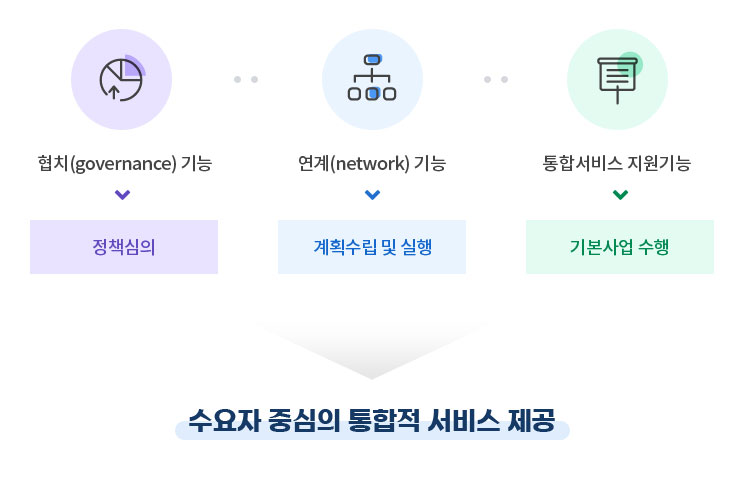 협치(governance) 기능
연계(network) 기능
통합서비스 지원기능
정책심의
계획수립 및 실행
기본사업 수행
수요자 중심의 통합적 서비스 제공